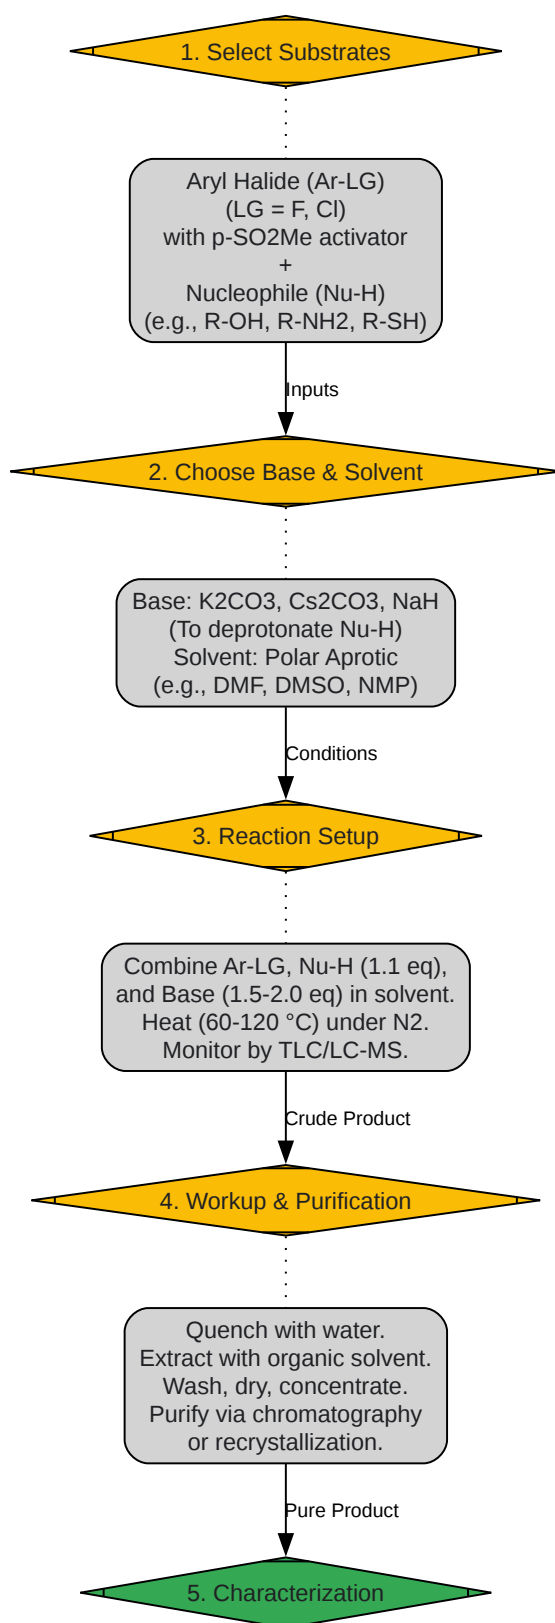 1. Select Substrates
Aryl Halide (Ar-LG)
(LG = F, Cl)
with p-SO2Me activator
+
Nucleophile (Nu-H)
(e.g., R-OH, R-NH2, R-SH)
Inputs
2. Choose Base & Solvent
Base: K2CO3, Cs2CO3, NaH
(To deprotonate Nu-H)
Solvent: Polar Aprotic
(e.g., DMF, DMSO, NMP)
Conditions
3. Reaction Setup
Combine Ar-LG, Nu-H (1.1 eq),
and Base (1.5-2.0 eq) in solvent.
Heat (60-120 °C) under N2.
Monitor by TLC/LC-MS.
Crude Product
4. Workup & Purification
Quench with water.
Extract with organic solvent.
Wash, dry, concentrate.
Purify via chromatography
or recrystallization.
Pure Product
5. Characterization